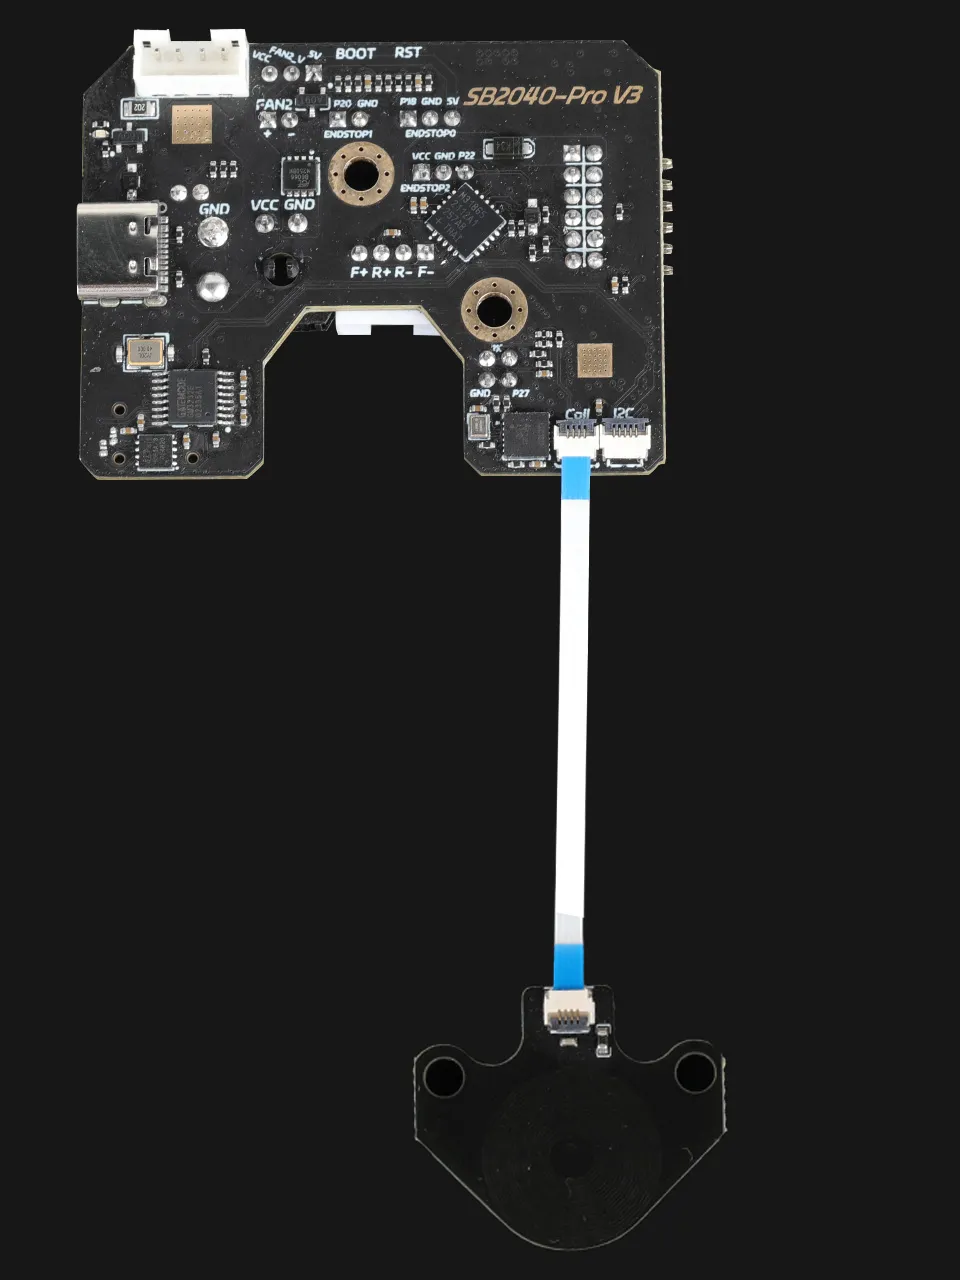 VCC FAN2_V 5V
BOOT RST
SB2040-Pro V3
FAN2
+ -
P20 GND
ENDSTOP1
P18 GND 5V
ENDSTOP0
202
VCC GND P22
ENDSTOP2
GND
VCC GND
F+ R+ R- F-
GND P27
Coil I2C